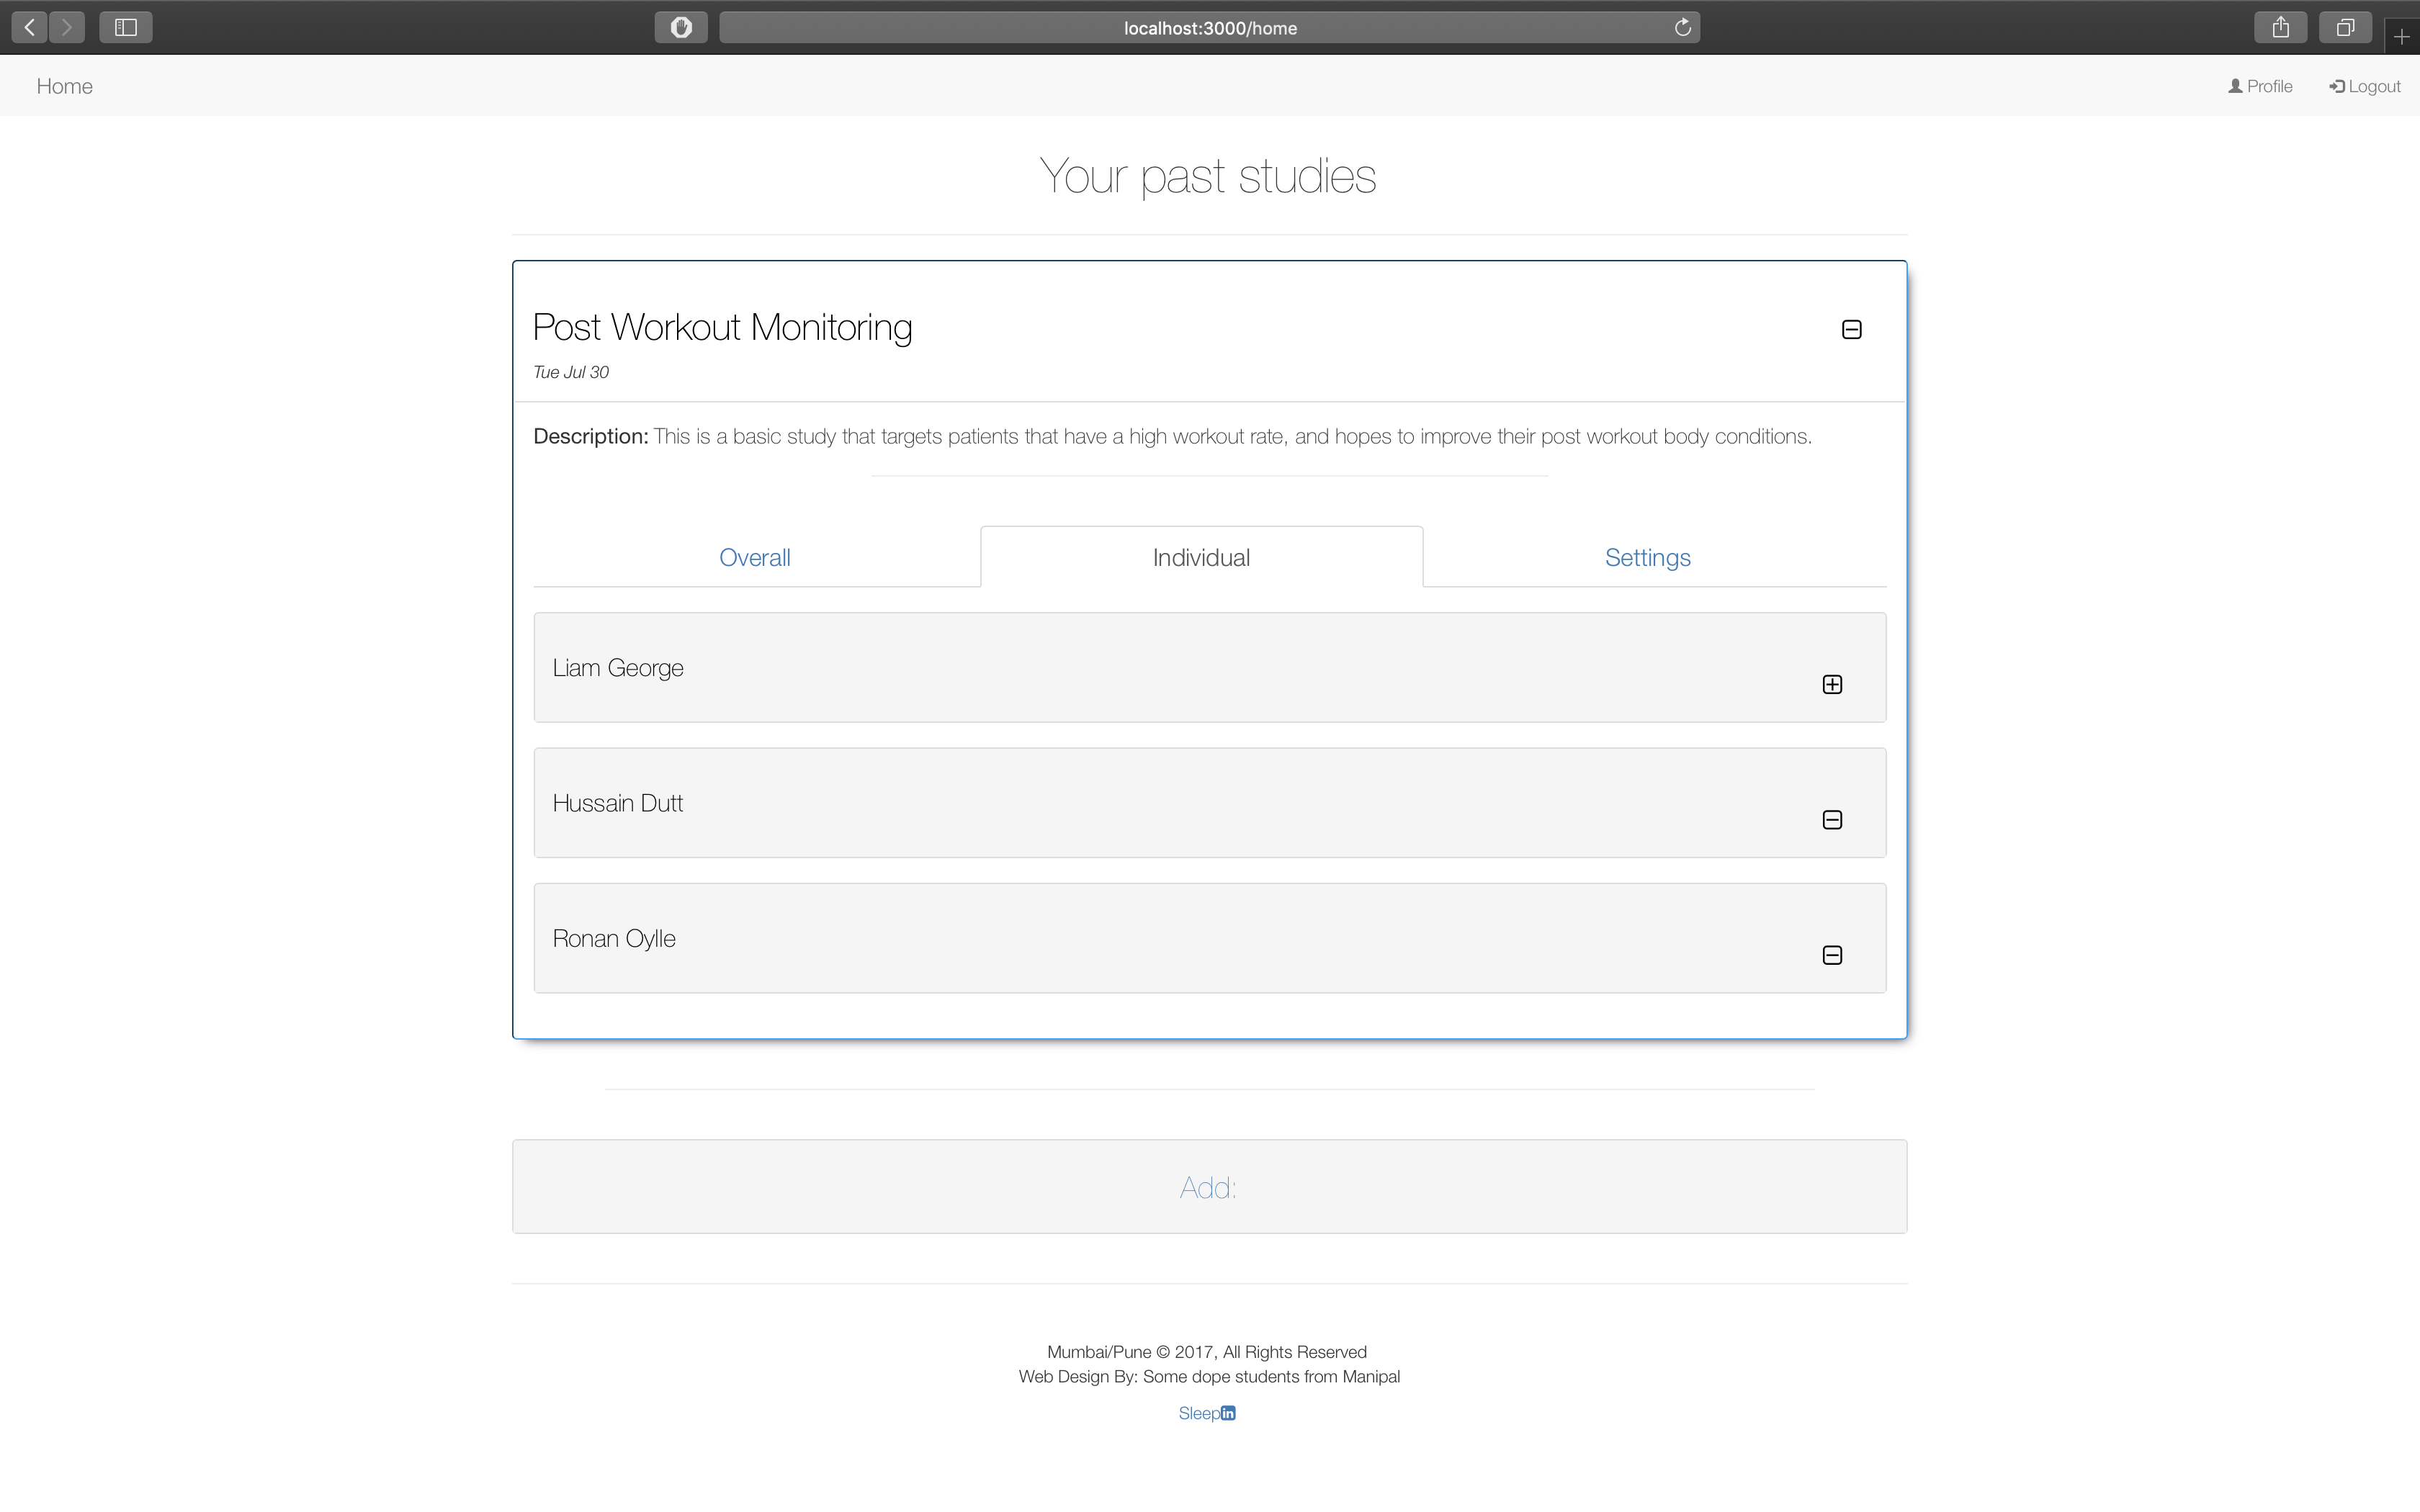 localhost:3000/home
Home
Profile
Logout
Your past studies
Post Workout Monitoring
Tue Jul 30
Description: This is a basic study that targets patients that have a high workout rate, and hopes to improve their post workout body conditions.
Overall
Individual
Settings
Liam George
Hussain Dutt
Ronan Oylle
Add:
Mumbai/Pune © 2017, All Rights Reserved
Web Design By: Some dope students from Manipal
Sleepin